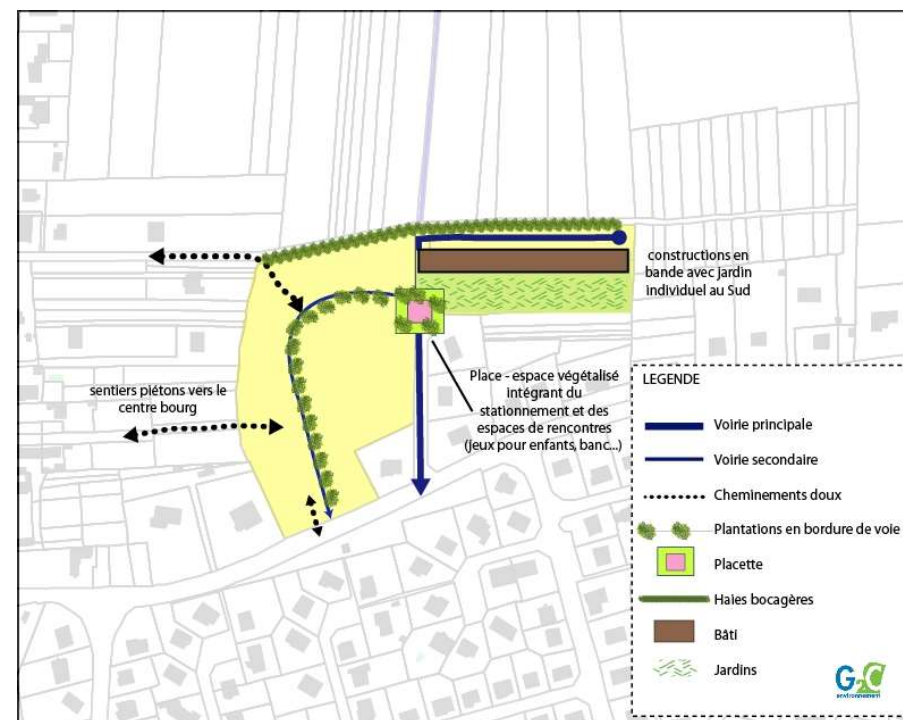 constructions en
bande avec jardin
individuel au Sud
sentiers piétons vers le
centre bourg
Place - espace végétalisé
intégrant du
stationnement et des
espaces de rencontres
(jeux pour enfants, banc...)
LEGENDE
Voirie principale
Voirie secondaire
Cheminements doux
Plantations en bordure de voie
Placette
Haies bocagères
Bâti
Jardins
G2C
environnement